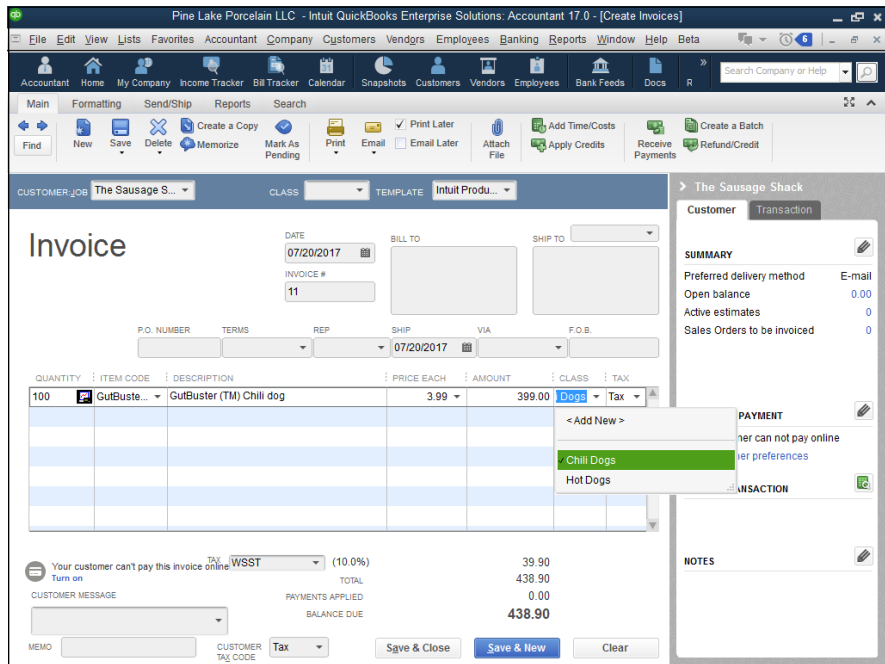 Pine Lake Porcelain LLC - Intuit QuickBooks Enterprise Solutions: Accountant 17.0 - [Create Invoices]
File Edit View Lists Favorites Accountant Company Customers Vendors Employees Banking Reports Window Help Beta 6
Accountant Home My Company Income Tracker Bill Tracker Calendar Snapshots Customers Vendors Employees Bank Feeds Docs R » Search Company or Help
Main Formatting Send/Ship Reports Search
Find New Save Delete Create a Copy Memorize Mark As Pending Print Email Print Later Email Later Attach File Add Time/Costs Apply Credits Receive Payments Create a Batch Refund/Credit
CUSTOMER:JOB The Sausage S... CLASS TEMPLATE Intuit Produ...
The Sausage Shack
Customer Transaction
Invoice
DATE
07/20/2017
INVOICE #
11
BILL TO
SHIP TO
SUMMARY
Preferred delivery method E-mail
Open balance 0.00
Active estimates 0
Sales Orders to be invoiced 0
P.O. NUMBER TERMS REP SHIP VIA F.O.B.
07/20/2017
QUANTITY ITEM CODE DESCRIPTION PRICE EACH AMOUNT CLASS TAX
100 GutBuste... GutBuster (TM) Chili dog 3.99 399.00 Dogs Tax
< Add New >
Chili Dogs
Hot Dogs
PAYMENT
ner can not pay online
er preferences
NSACTION
NOTES
Your customer can't pay this invoice online
Turn on
TAX WSST (10.0%) 39.90
TOTAL 438.90
PAYMENTS APPLIED 0.00
BALANCE DUE 438.90
CUSTOMER MESSAGE
MEMO
CUSTOMER TAX CODE Tax
Save & Close Save & New Clear